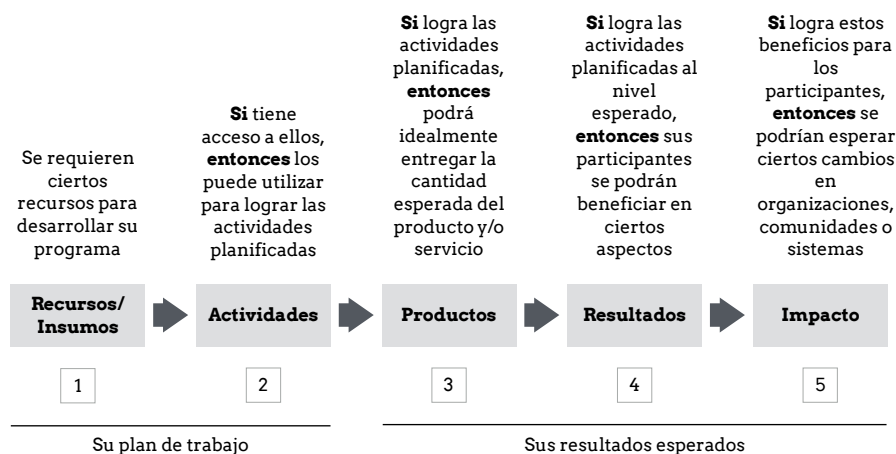 Se requieren
ciertos
recursos para
desarrollar su
programa
Si tiene
acceso a ellos,
entonces los
puede utilizar
para lograr las
actividades
planificadas
Si logra las
actividades
planificadas,
entonces
podrá
idealmente
entregar la
cantidad
esperada del
producto y/o
servicio
Si logra las
actividades
planificadas al
nivel
esperado,
entonces sus
participantes
se podrán
beneficiar en
ciertos
aspectos
Si logra estos
beneficios para
los
participantes,
entonces se
podrían esperar
ciertos cambios
en
organizaciones,
comunidades o
sistemas
Recursos/
Insumos
Actividades
Productos
Resultados
Impacto
1
2
3
4
5
Su plan de trabajo
Sus resultados esperados